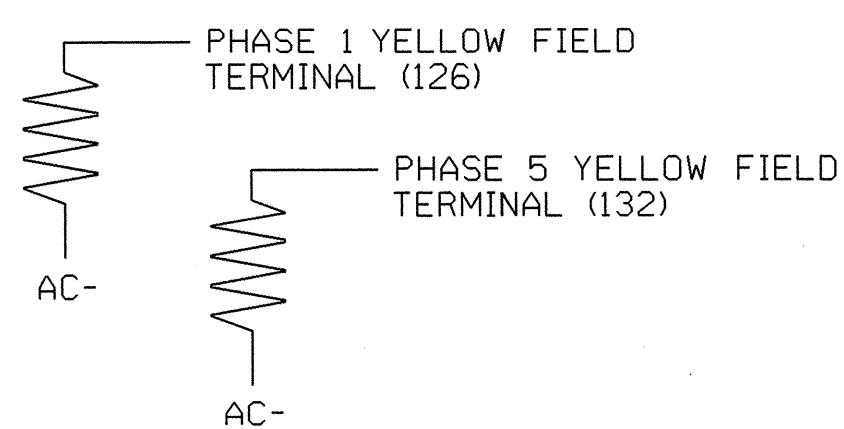 PHASE 1 YELLOW FIELD
TERMINAL (126)
PHASE 5 YELLOW FIELD
TERMINAL (132)
AC-
AC-